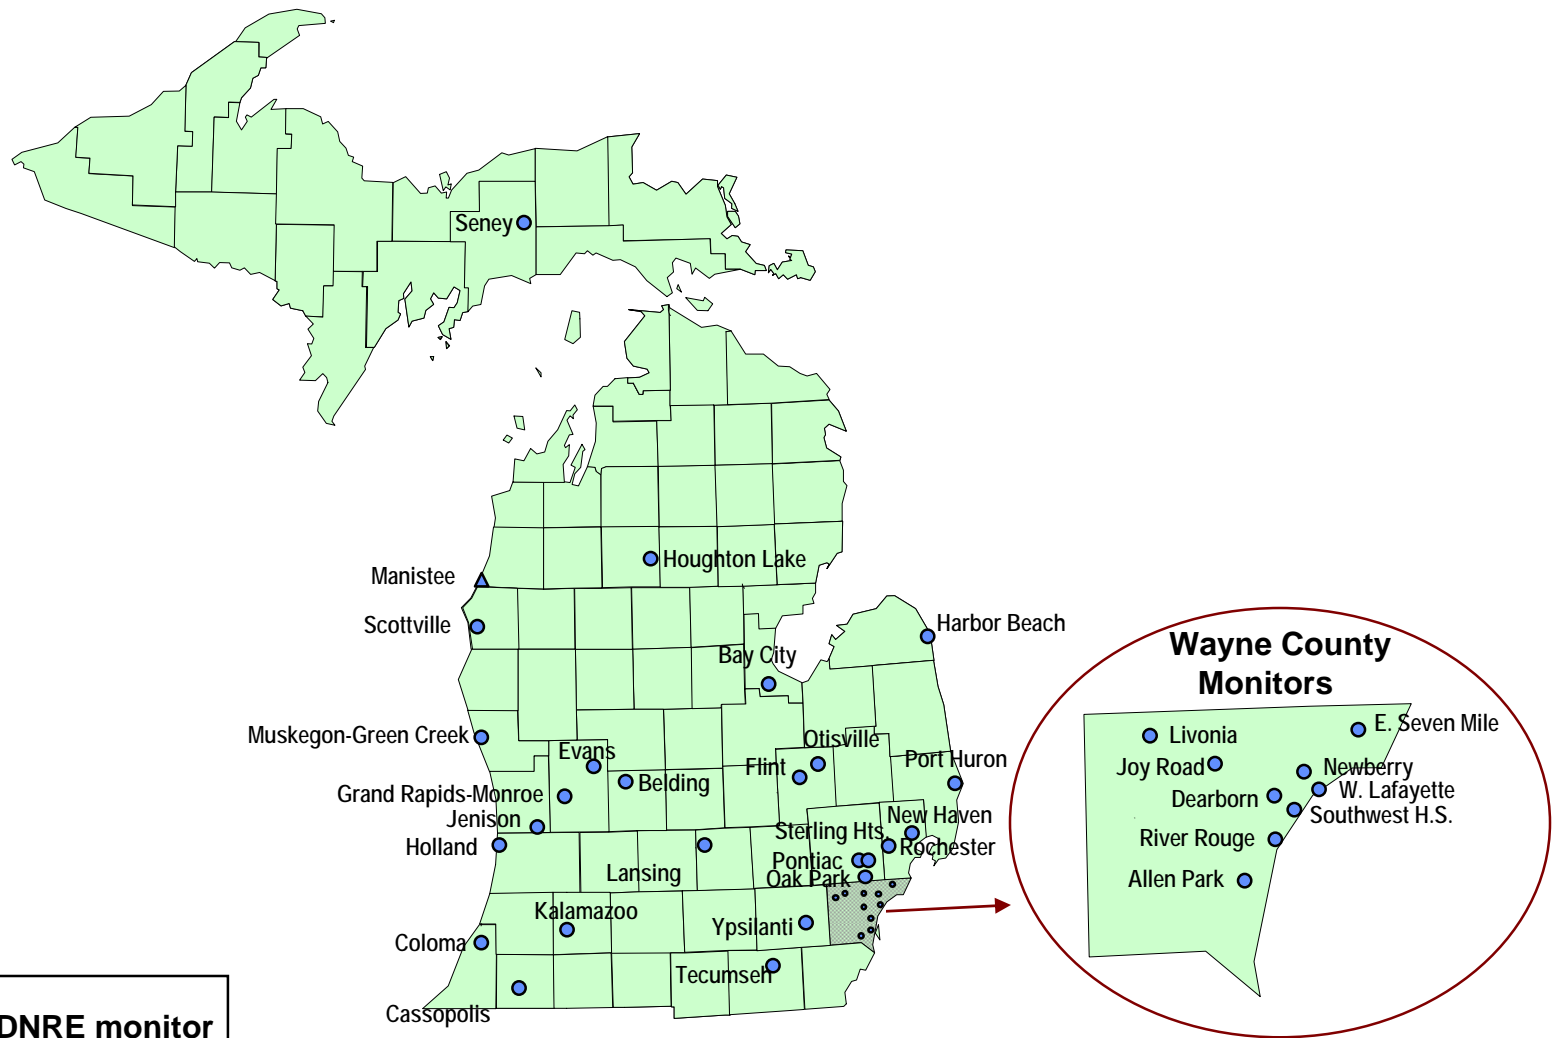 Seney
Houghton Lake
Manistee
Scottville
Harbor Beach
Bay City
Muskegon-Green Creek
Evans
Otisville
Belding
Flint
Port Huron
Grand Rapids-Monroe
Jenison
New Haven
Sterling Hts.
Holland
Rochester
Lansing
Pontiac
Oak Park
Kalamazoo
Ypsilanti
Coloma
Tecumseh
Cassopolis
DNRE monitor
Wayne County
Monitors
Livonia
E. Seven Mile
Joy Road
Newberry
Dearborn
W. Lafayette
Southwest H.S.
River Rouge
Allen Park